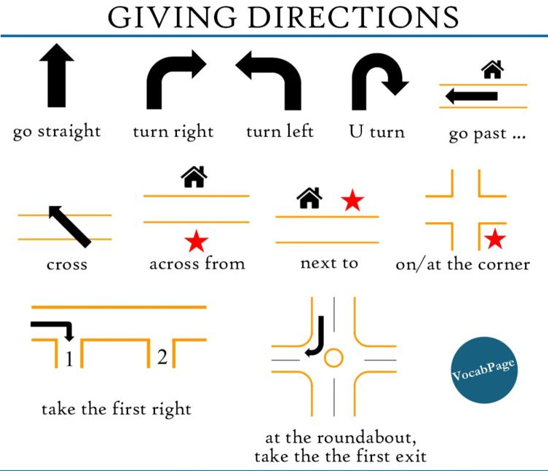 GIVING DIRECTIONS
go straight
turn right
turn left
U turn
go past ...
cross
across from
next to
on/at the corner
1
2
take the first right
at the roundabout,
take the the first exit
VocabPage